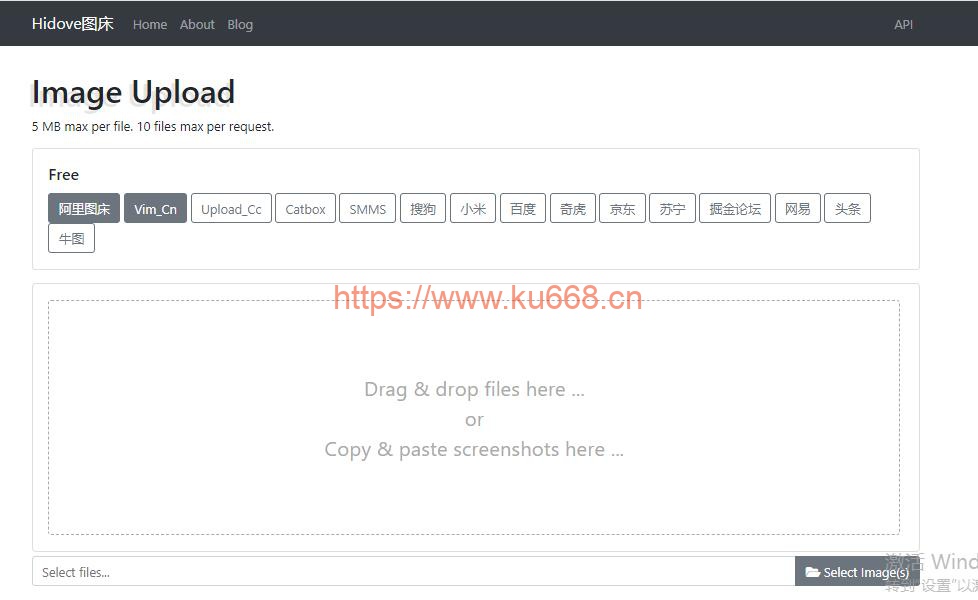 Hidove图床 Home About Blog API
Image Upload
5 MB max per file. 10 files max per request.
Free
阿里图床 Vim_Cn Upload_Cc Catbox SMMS 搜狗 小米 百度 奇虎 京东 苏宁 掘金论坛 网易 头条
牛图
https://www.ku668.cn
Drag & drop files here ...
or
Copy & paste screenshots here ...
激活 Wind
Select files... Select Image(s)
转到"设置"以激